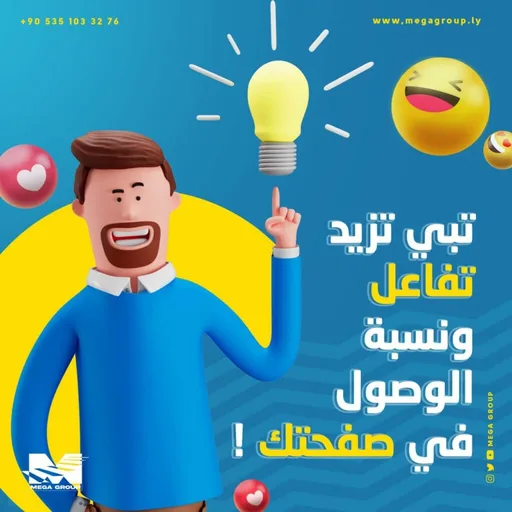 +90 535 103 32 76
www.megagroup.ly
تبي تزيد
تفاعل
ونسبة
الوصول
في صفحتك !
MEGA GROUP
MEGA GROUP